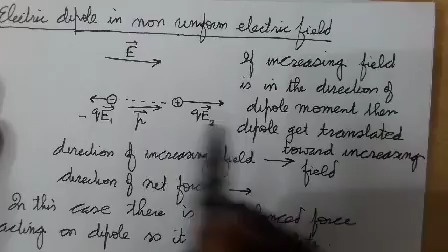 Electric dipole in non uniform electric field
E
If increasing field
is in the direction of
dipole moment then
dipole get translated
toward increasing
field
- qE₁ p qE₂
direction of increasing field →
direction of net force →
In this case there is force
acting on dipole so it